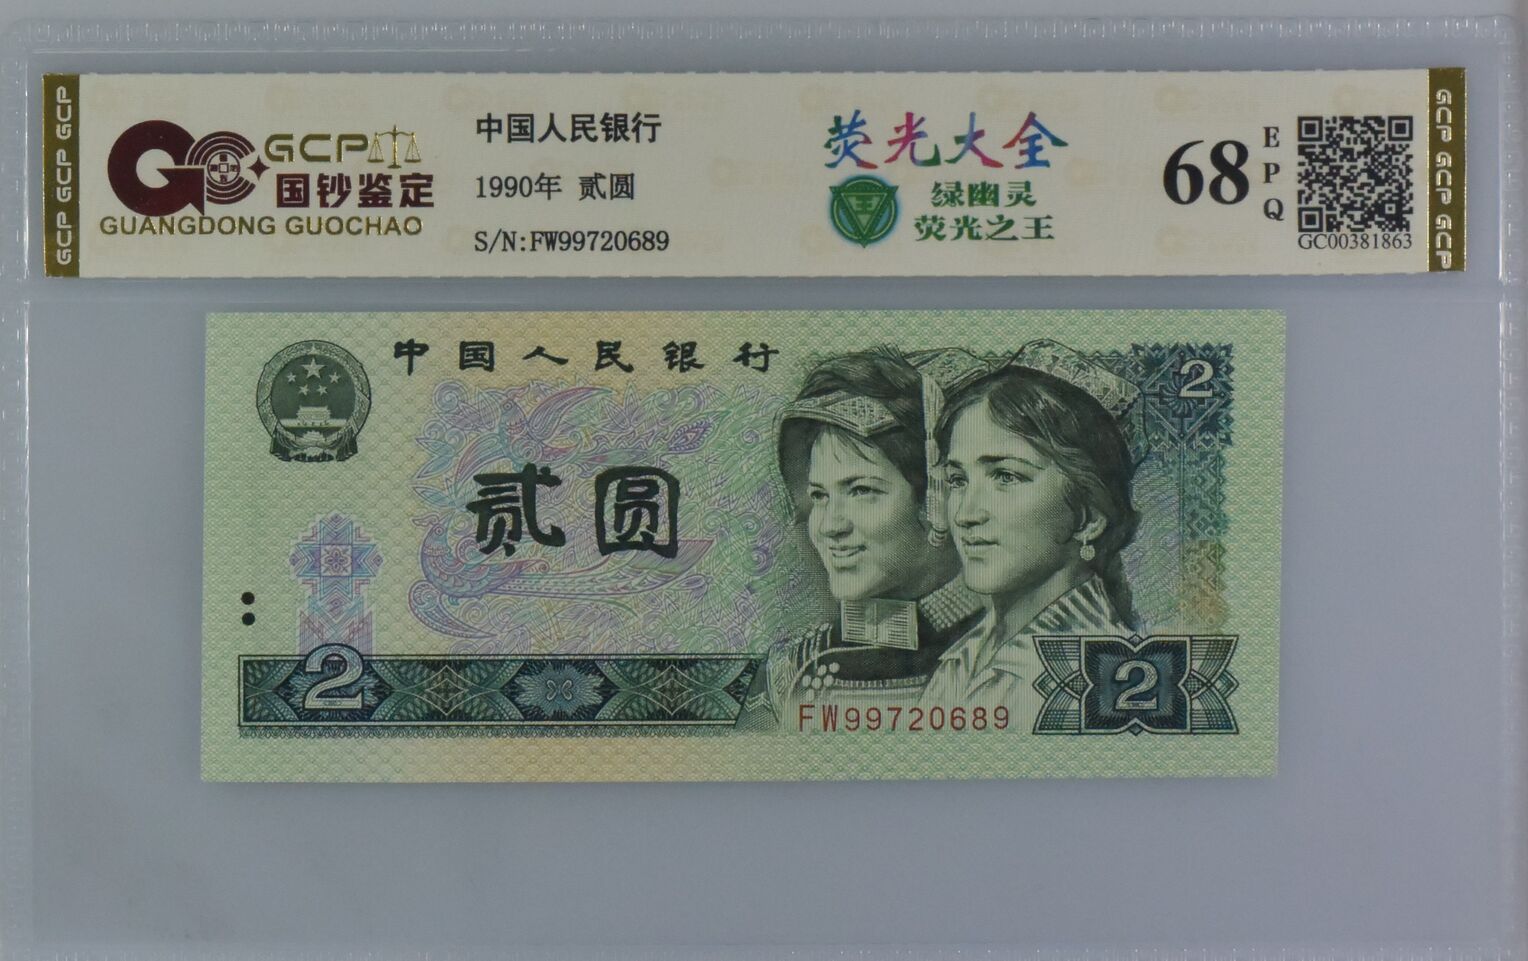 GCP GCP GCP
GCP
国钞鉴定
GUANGDONG GUOCHAO
中国人民银行
1990年 贰圆
S/N:FW99720689
荧光大全
王
绿幽灵
荧光之王
68
EPQ
GC00381863
GCP GCP GCP
中国人民银行
2
贰圆
2
FW99720689
2